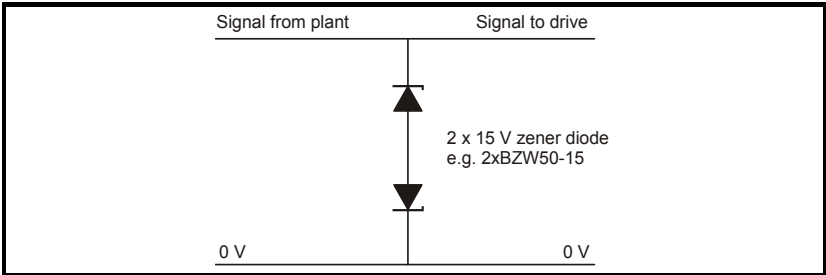 Signal from plant
Signal to drive
2 x 15 V zener diode
e.g. 2xBZW50-15
0 V
0 V